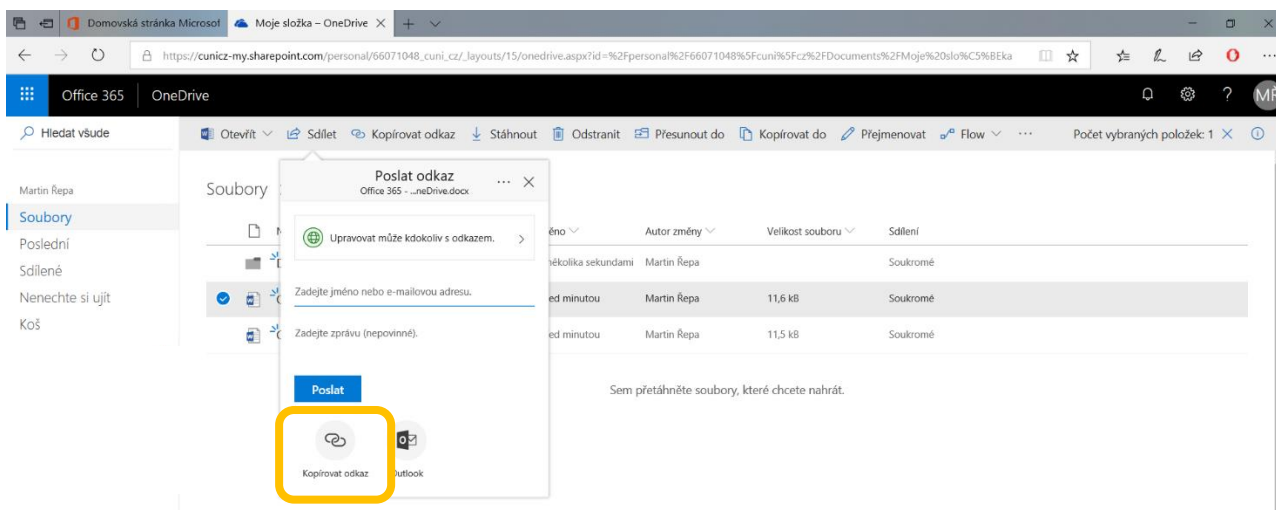 Domovská stránka Microsof
Moje složka – OneDrive
https://cunicz-my.sharepoint.com/personal/66071048_cuni_cz/_layouts/15/onedrive.aspx?id=%2Fpersonal%2F66071048%5Fcuni%5Fcz%2FDocuments%2FMoje%20slo%C5%BEka
Office 365 OneDrive
? MŘ
Hledat všude
Otevřít Sdílet Kopírovat odkaz Stáhnout Odstranit Přesunout do Kopírovat do Přejmenovat Flow ··· Počet vybraných položek: 1
Martin Řepa
Soubory
Poslední
Sdílené
Nenechte si ujít
Koš
Soubory
Poslat odkaz
Office 365 - ...neDrive.docx
Upravovat může kdokoliv s odkazem.
Zadejte jméno nebo e-mailovou adresu.
Zadejte zprávu (nepovinné).
Poslat
Kopírovat odkaz
Outlook
ěno Autor změny Velikost souboru Sdílení
několika sekundami Martin Řepa Soukromé
ed minutou Martin Řepa 11,6 kB Soukromé
ed minutou Martin Řepa 11,5 kB Soukromé
Sem přetáhněte soubory, které chcete nahrát.